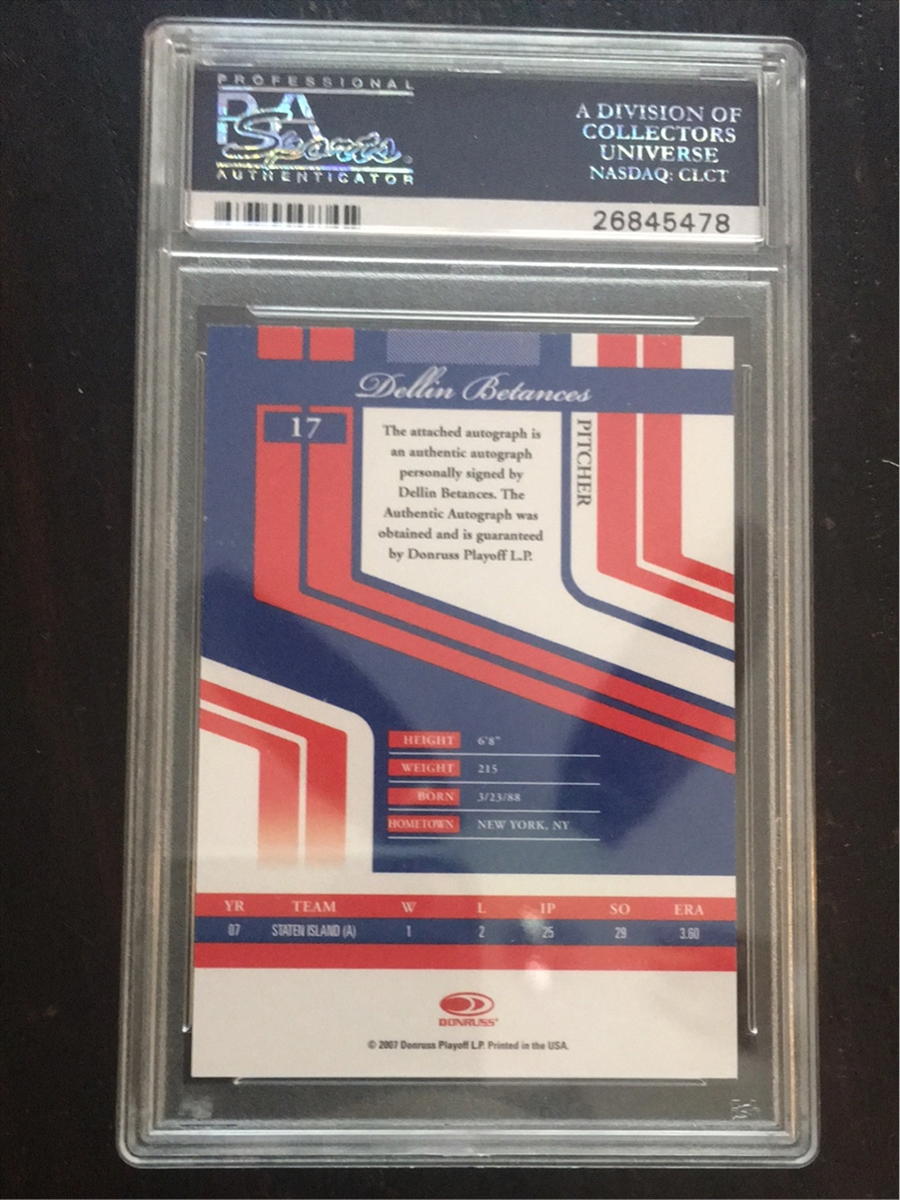 PROFESSIONAL
PSA
Sports
AUTHENTICATOR
A DIVISION OF
COLLECTORS
UNIVERSE
NASDAQ: CLCT
26845478
Dellin Betances
17
PITCHER
The attached autograph is
an authentic autograph
personally signed by
Dellin Betances. The
Authentic Autograph was
obtained and is guaranteed
by Donruss Playoff L.P.
HEIGHT 6'8"
WEIGHT 215
BORN 3/23/88
HOMETOWN NEW YORK, NY
YR TEAM W L IP SO ERA
07 STATEN ISLAND (A) 1 2 25 29 3.60
DONRUSS
© 2007 Donruss Playoff L.P. Printed in the USA.